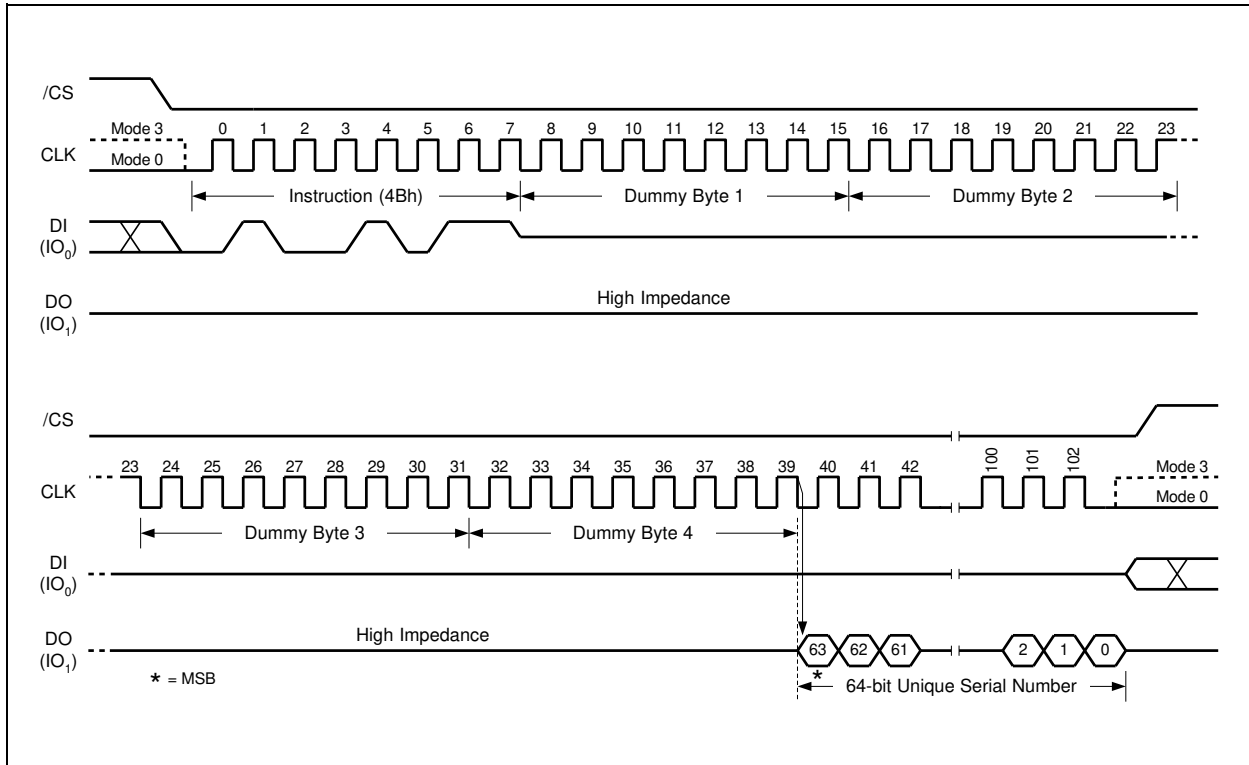 /CS
Mode 3 0 1 2 3 4 5 6 7 8 9 10 11 12 13 14 15 16 17 18 19 20 21 22 23
CLK
Mode 0
Instruction (4Bh) Dummy Byte 1 Dummy Byte 2
DI
(IO0)
DO
(IO1)
High Impedance
/CS
23 24 25 26 27 28 29 30 31 32 33 34 35 36 37 38 39 40 41 42 100 101 102 Mode 3
CLK
Mode 0
Dummy Byte 3 Dummy Byte 4
DI
(IO0)
DO
(IO1)
High Impedance
63 62 61 2 1 0
* = MSB
* 64-bit Unique Serial Number